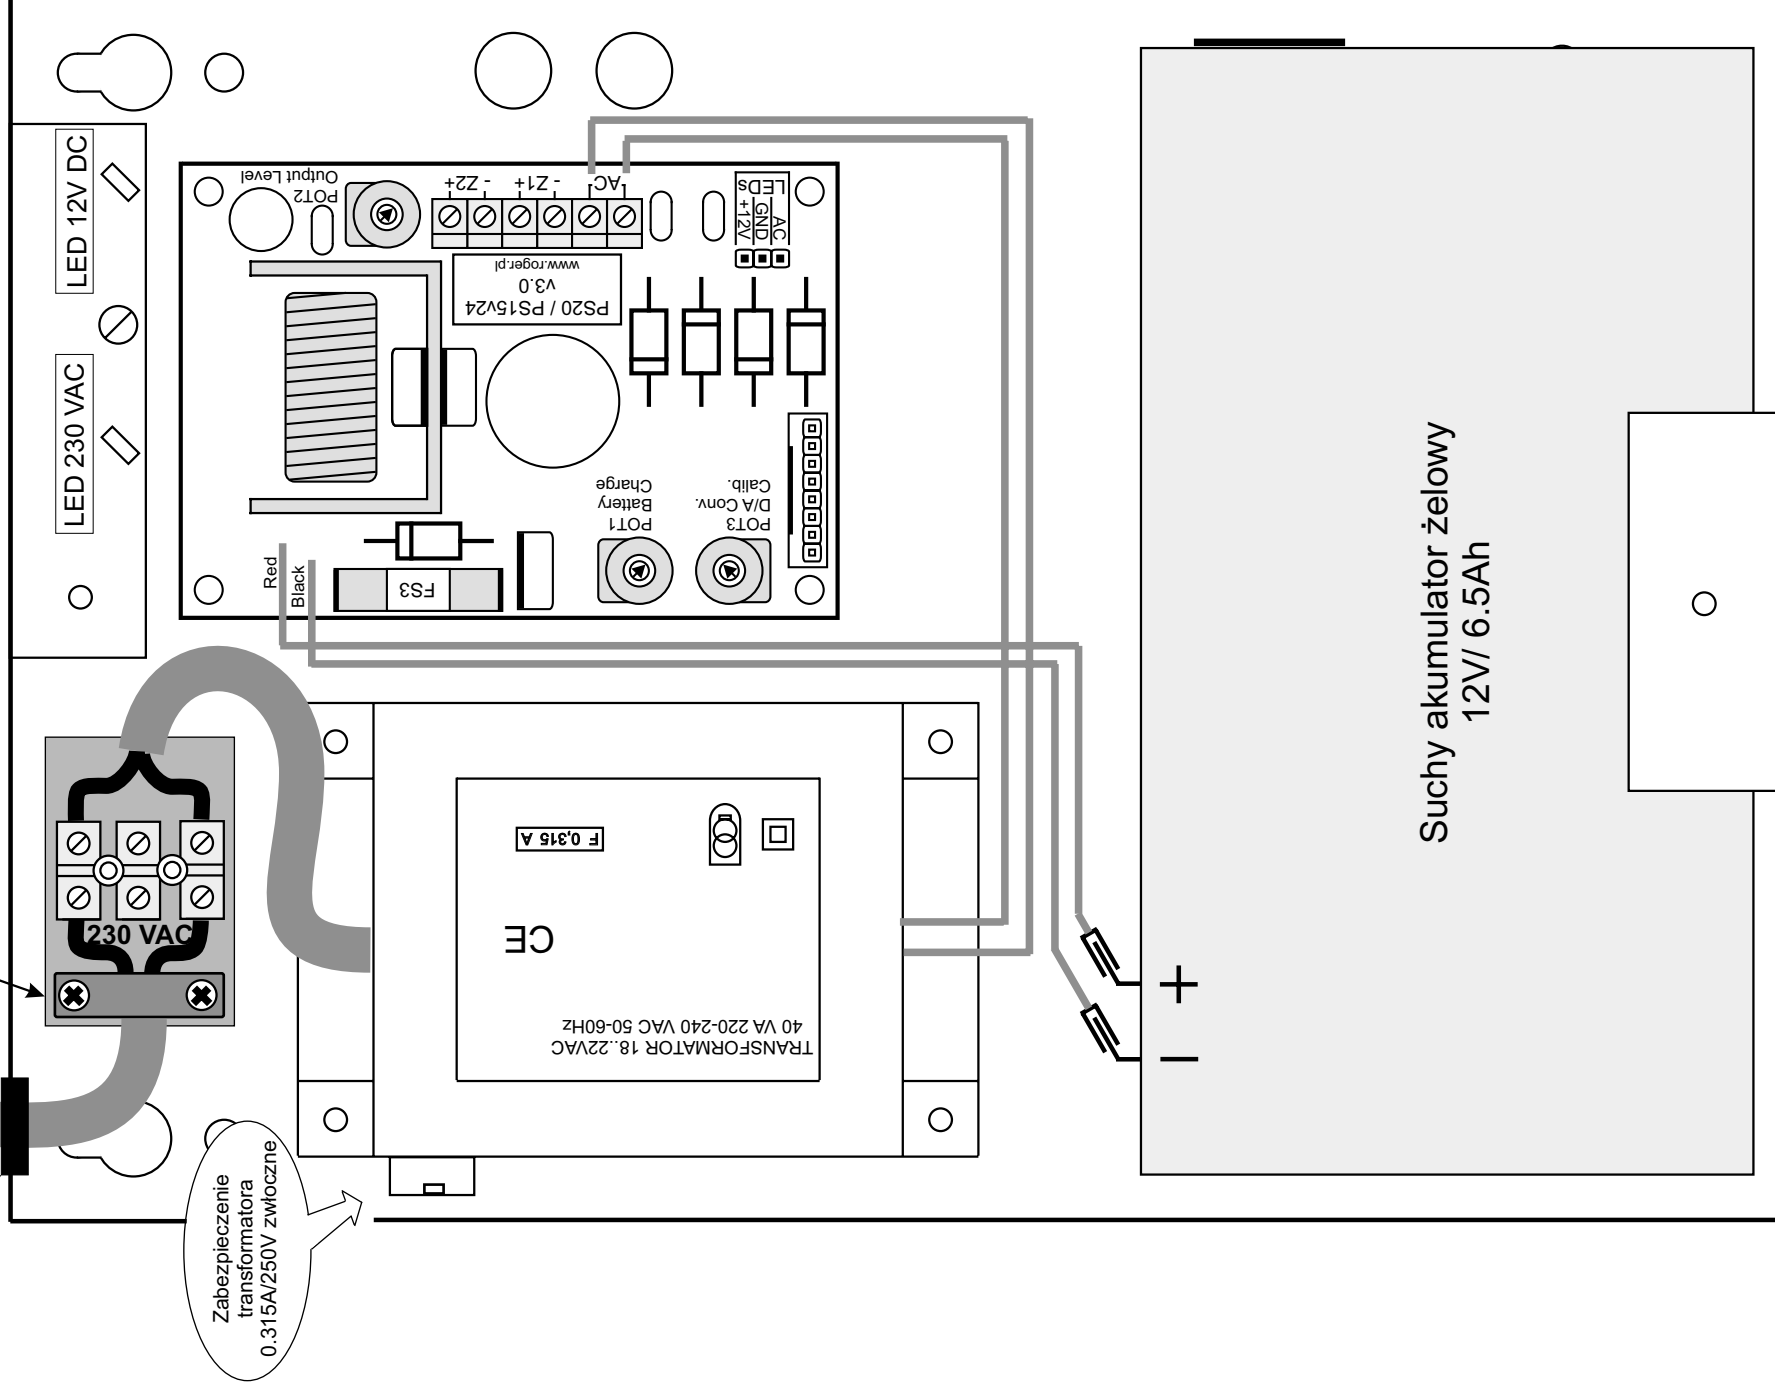 LED 12V DC
LED 230 VAC
Output Level
POT2
+Z2 -
+Z1 -
AC
LEDs
+12V
GND
AC
PS20 / PS15v24
v3.0
www.roger.pl
POT1
Battery
Charge
POT3
D/A Conv.
Calib.
Red
Black
FS3
230 VAC
F 0,315 A
CE
TRANSFORMATOR 18..22VAC
40 VA 220-240 VAC 50-60Hz
Suchy akumulator żelowy
12V/ 6.5Ah
+
–
Zabezpieczenie
transformatora
0.315A/250V zwłoczne